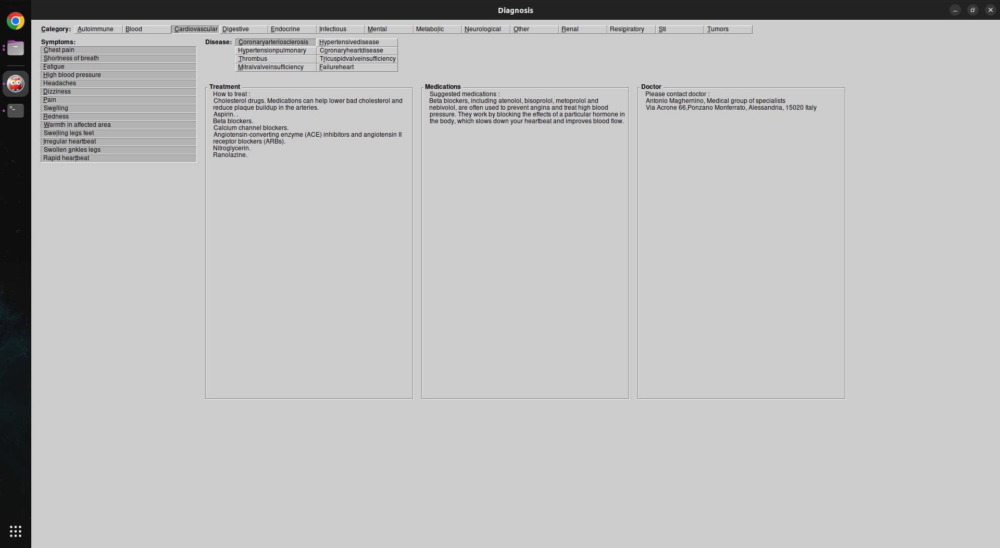 Diagnosis
Category: Autoimmune Blood Cardiovascular Digestive Endocrine Infectious Mental Metabolic Neurological Other Renal Resipiratory Sti Tumors
Symptoms:
Chest pain
Shortness of breath
Fatigue
High blood pressure
Headaches
Dizziness
Pain
Swelling
Redness
Warmth in affected area
Swelling legs feet
Irregular heartbeat
Swollen ankles legs
Rapid heartbeat
Disease: Coronaryarteriosclerosis Hypertensivedisease
Hypertensionpulmonary Coronaryheartdisease
Thrombus Tricuspidvalveinsufficiency
Mitralvalveinsufficiency Failureheart
Treatment
How to treat :
Cholesterol drugs. Medications can help lower bad cholesterol and
reduce plaque buildup in the arteries.
Aspirin. .
Beta blockers.
Calcium channel blockers.
Angiotensin-converting enzyme (ACE) inhibitors and angiotensin II
receptor blockers (ARBs).
Nitroglycerin.
Ranolazine.
Medications
Suggested medications :
Beta blockers, including atenolol, bisoprolol, metoprolol and
nebivolol, are often used to prevent angina and treat high blood
pressure. They work by blocking the effects of a particular hormone in
the body, which slows down your heartbeat and improves blood flow.
Doctor
Please contact doctor :
Antonio Maghernino, Medical group of specialists
Via Acrone 66,Ponzano Monferrato, Alessandria, 15020 Italy